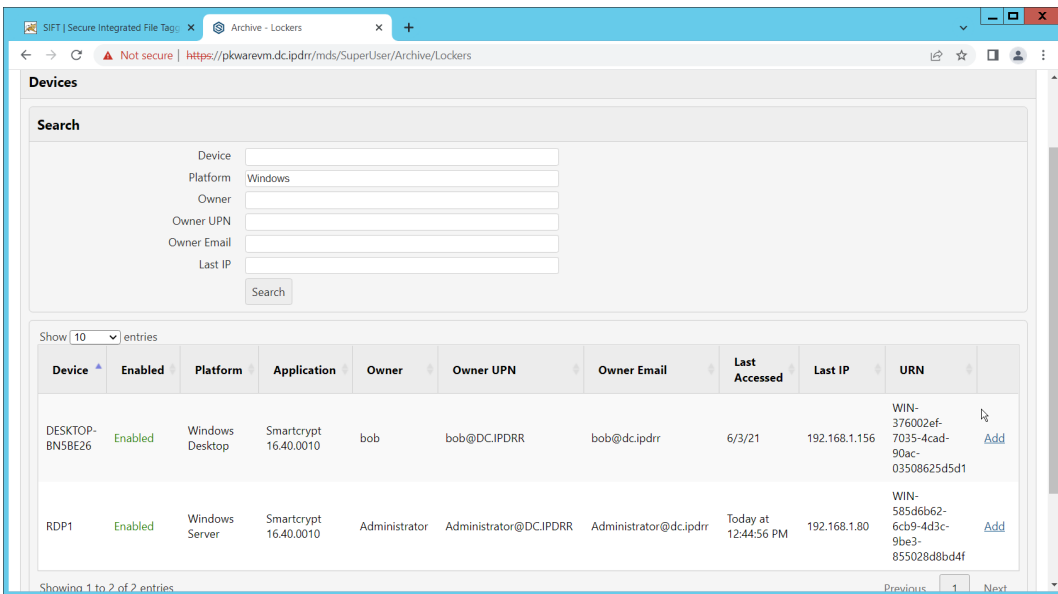 SIFT | Secure Integrated File Tagg
Archive - Lockers
Not secure | https://pkwarevm.dc.ipdrr/mds/SuperUser/Archive/Lockers
Devices
Search
Device
Platform Windows
Owner
Owner UPN
Owner Email
Last IP
Search
Show 10 entries
Device Enabled Platform Application Owner Owner UPN Owner Email Last Accessed Last IP URN
DESKTOP-BN5BE26 Enabled Windows Desktop Smartcrypt 16.40.0010 bob bob@DC.IPDRR bob@dc.ipdrr 6/3/21 192.168.1.156 WIN-376002ef-7035-4cad-90ac-03508625d5d1 Add
RDP1 Enabled Windows Server Smartcrypt 16.40.0010 Administrator Administrator@DC.IPDRR Administrator@dc.ipdrr Today at 12:44:56 PM 192.168.1.80 WIN-585d6b62-6cb9-4d3c-9be3-855028d8bd4f Add
Showing 1 to 2 of 2 entries
Previous 1 Next